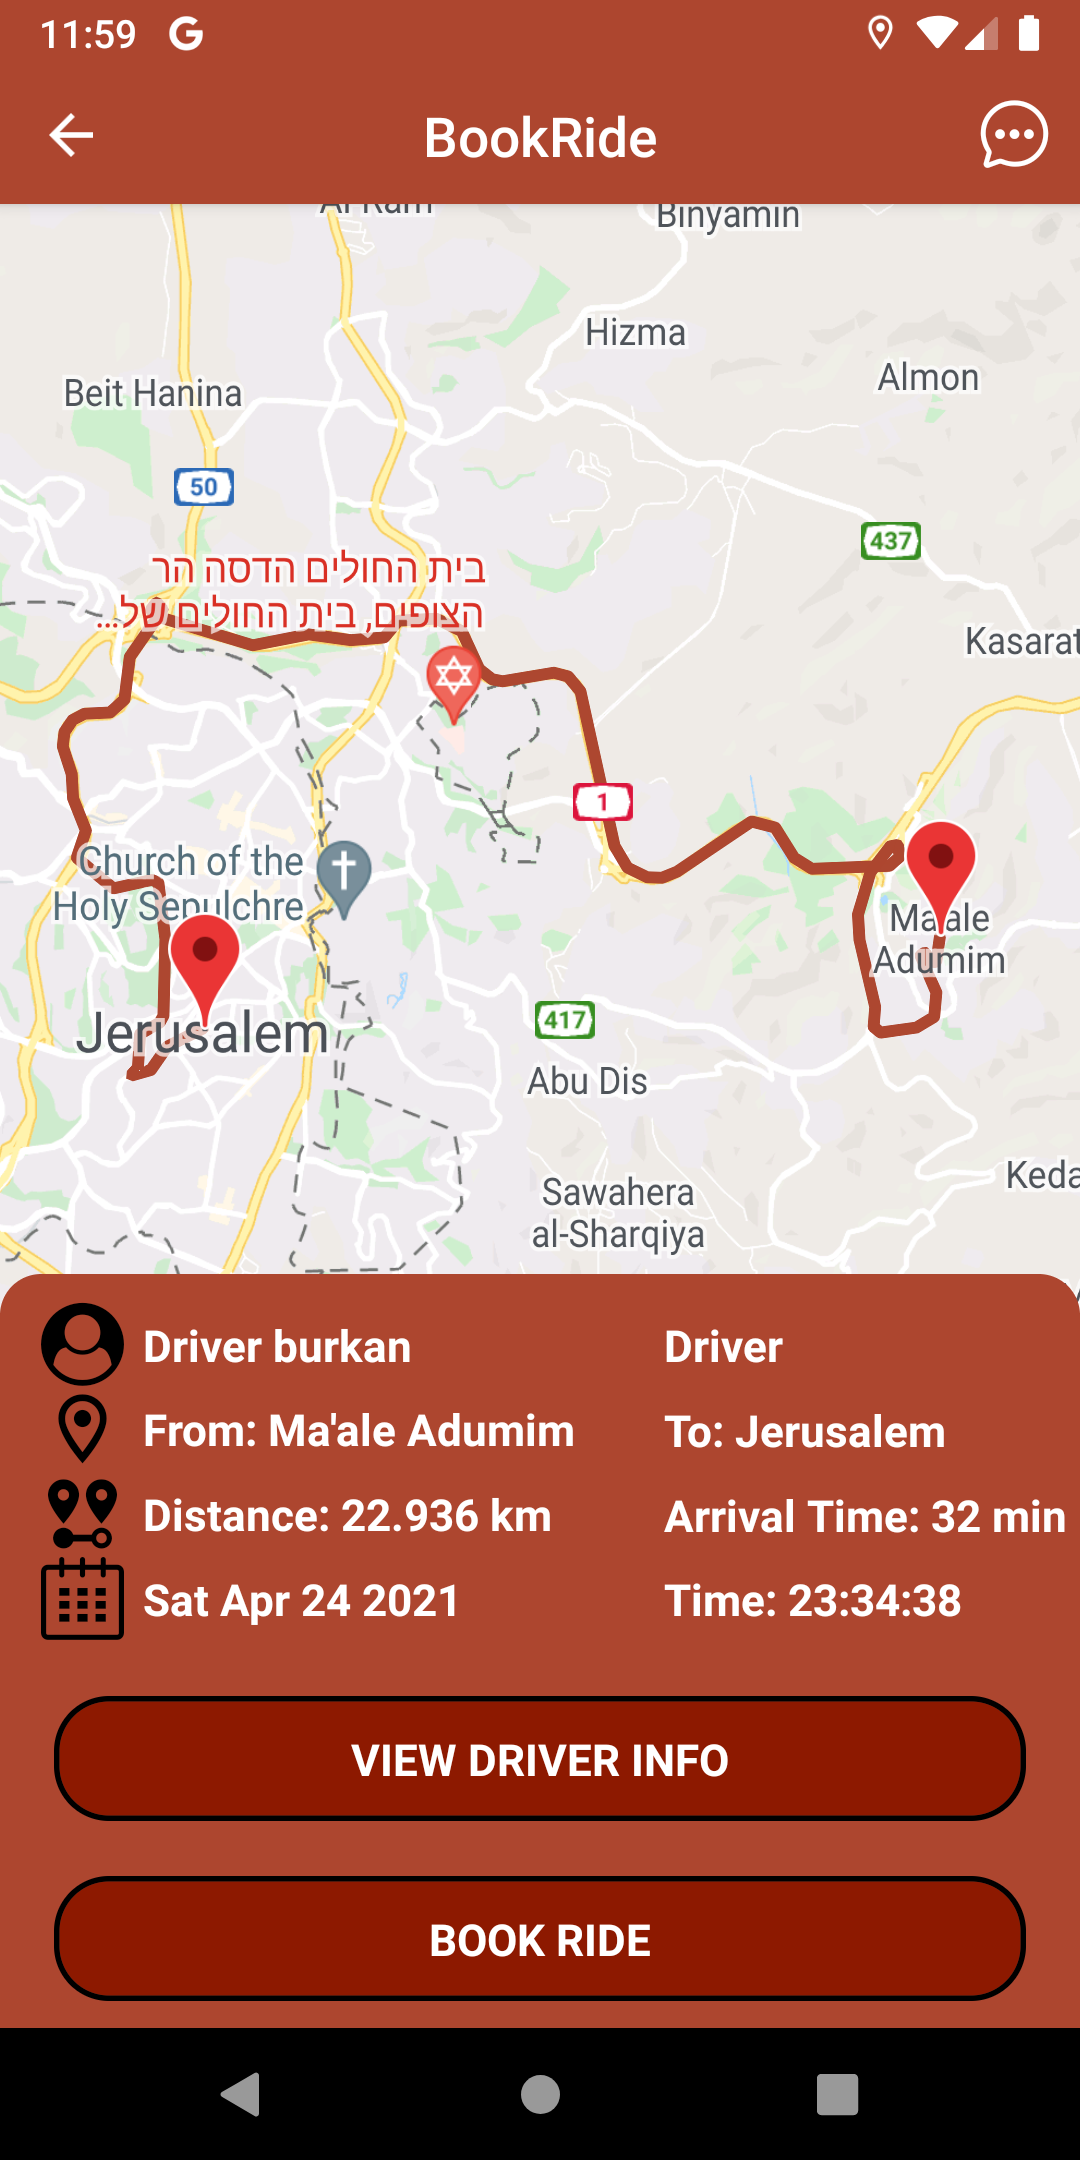 11:59
BookRide
Al Ram
Binyamin
Hizma
Almon
Beit Hanina
50
437
בית החולים הדסה הר
הצופים, בית החולים של...
Kasarat
1
Church of the
Holy Sepulchre
Ma'ale
Adumim
Jerusalem
417
Abu Dis
Keda
Sawahera
al-Sharqiya
Driver burkan
Driver
From: Ma'ale Adumim
To: Jerusalem
Distance: 22.936 km
Arrival Time: 32 min
Sat Apr 24 2021
Time: 23:34:38
VIEW DRIVER INFO
BOOK RIDE